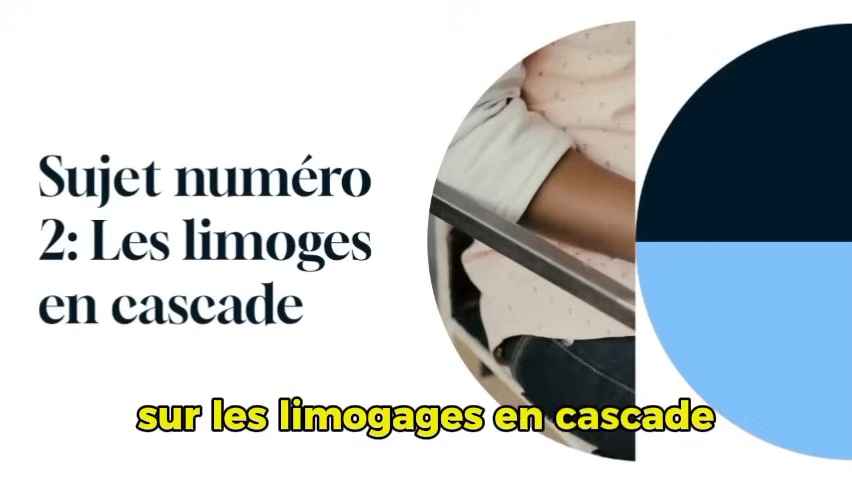 Sujet numéro
2: Les limoges
en cascade
sur les limogages en cascade